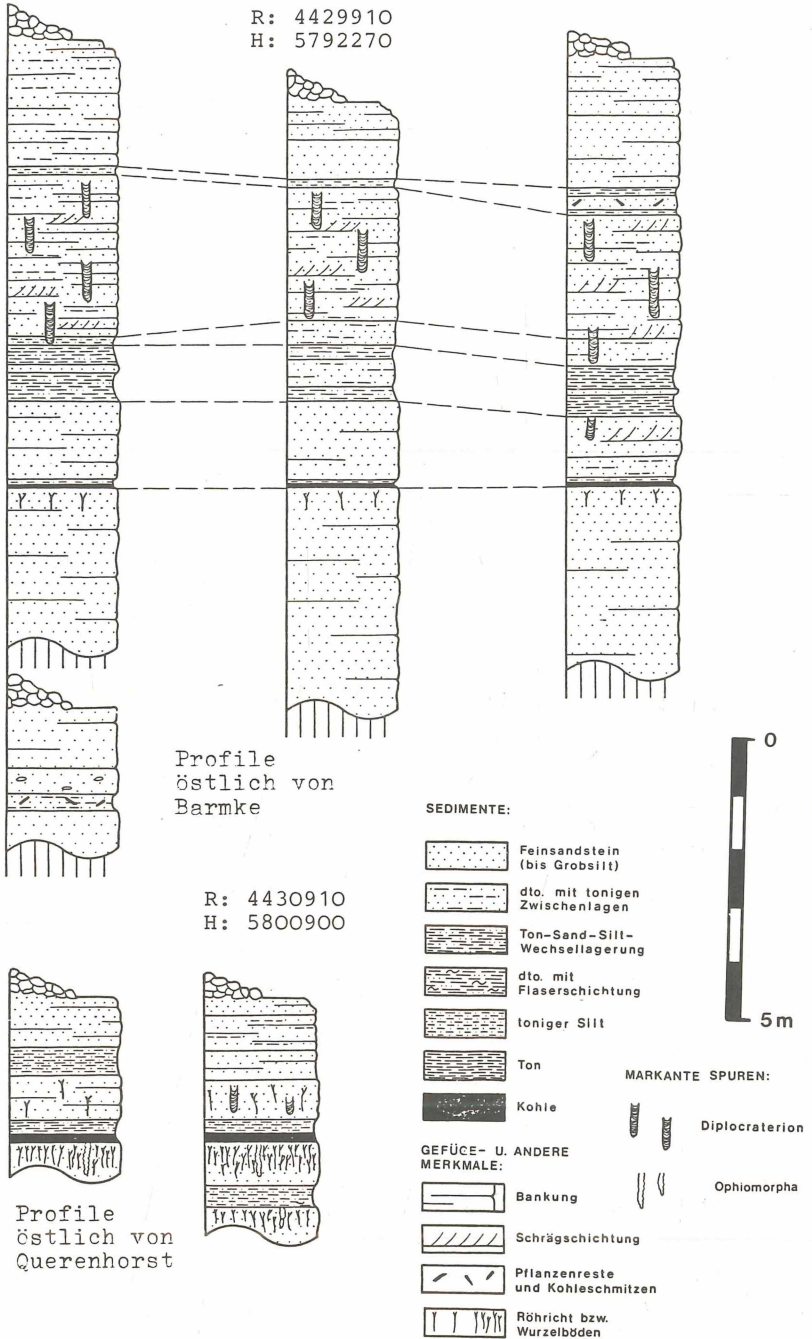 R: 4429910
H: 5792270
Profile
östlich von
Barmke
R: 4430910
H: 5800900
Profile
östlich von
Querenhorst
0
5m
SEDIMENTE:
Feinsandstein
(bis Grobsilt)
dto. mit tonigen
Zwischenlagen
Ton-Sand-Silt-
Wechsellagerung
dto. mit
Flaserschichtung
toniger Silt
Ton
Kohle
GEFÜGE- U. ANDERE
MERKMALE:
Bankung
Schrägschichtung
Pflanzenreste
und Kohleschmitzen
Röhricht bzw.
Wurzelböden
MARKANTE SPUREN:
Diplocraterion
Ophiomorpha